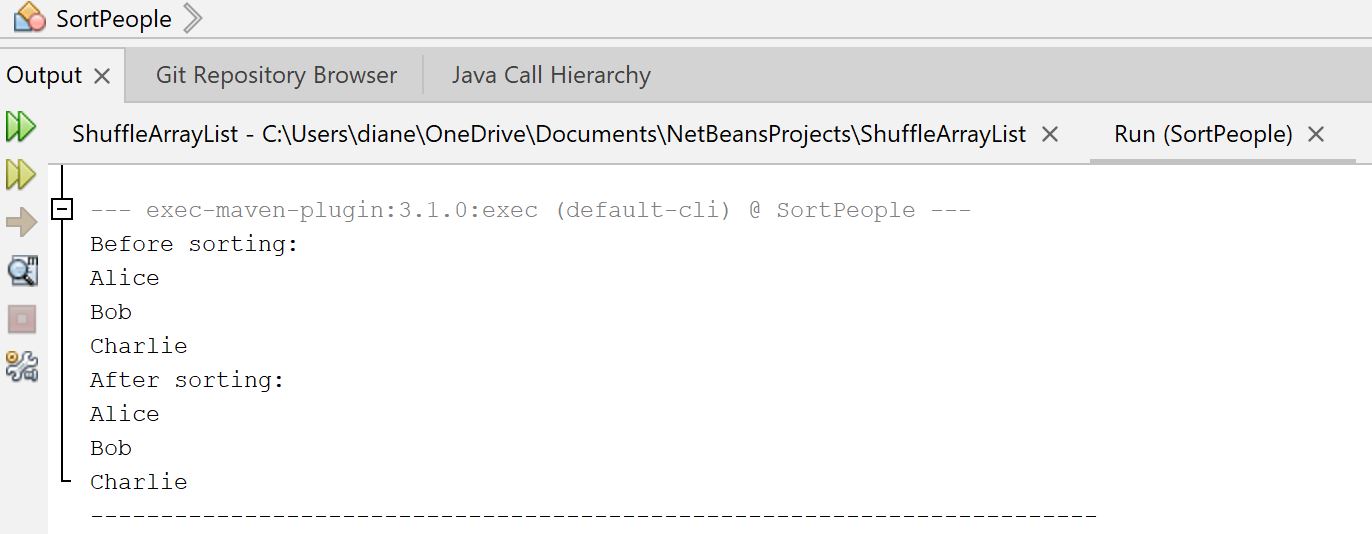 SortPeople
Output Git Repository Browser Java Call Hierarchy
ShuffleArrayList - C:\Users\diane\OneDrive\Documents\NetBeansProjects\ShuffleArrayList Run (SortPeople)
--- exec-maven-plugin:3.1.0:exec (default-cli) @ SortPeople ---
Before sorting:
Alice
Bob
Charlie
After sorting:
Alice
Bob
Charlie
------------------------------------------------------------------------